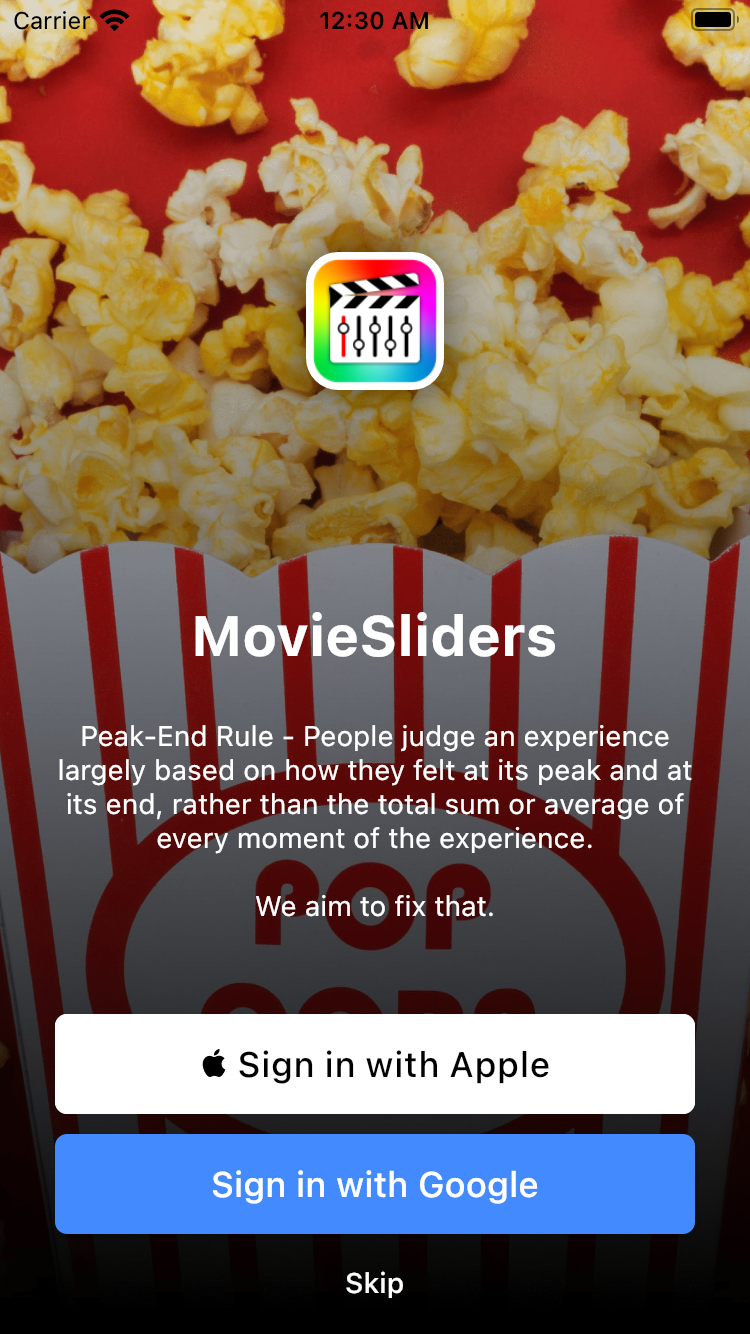 Carrier 12:30 AM
MovieSliders
Peak-End Rule - People judge an experience
largely based on how they felt at its peak and at
its end, rather than the total sum or average of
every moment of the experience.
We aim to fix that.
POP
Sign in with Apple
Sign in with Google
Skip